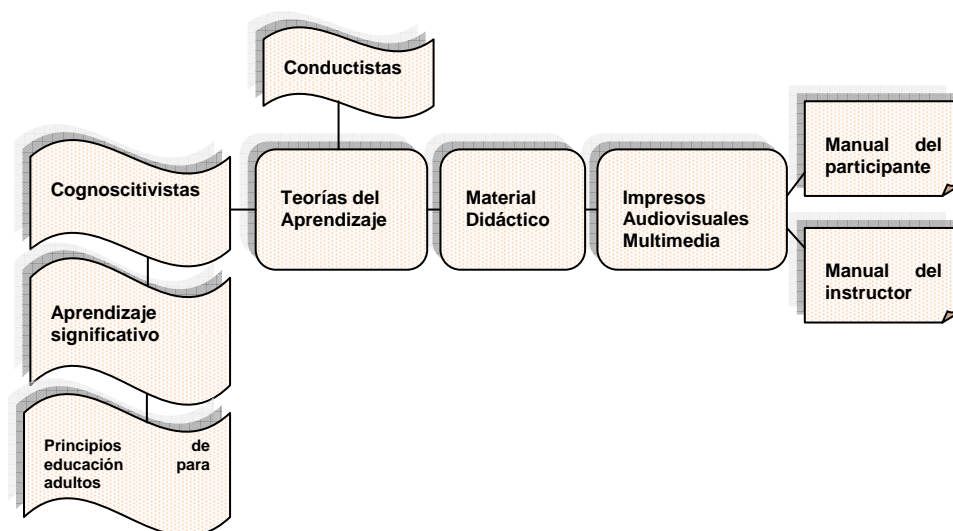 Conductistas
Cognoscitivistas
Teorías del
Aprendizaje
Material
Didáctico
Impresos
Audiovisuales
Multimedia
Manual del
participante
Manual del
instructor
Aprendizaje
significativo
Principios de
educación para
adultos